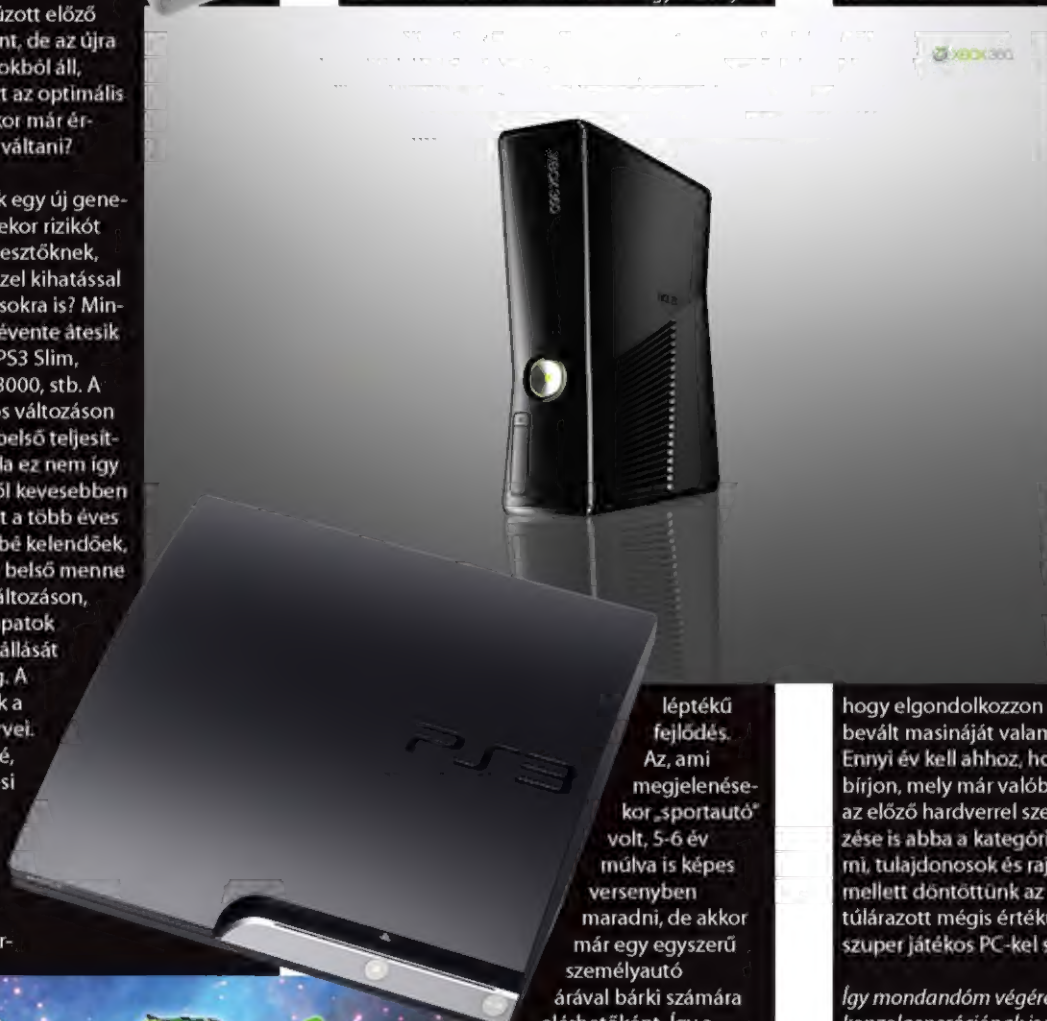 úzott előző
nt, de az újra
okból áll,
t az optimális
kor már ér-
váltani?
k egy új gene-
ekor rizikót
esztőknek,
zel kihatással
sokra is? Min-
évente átesik
PS3 Slim,
3000, stb. A
os változáson
belső teljesít-
la ez nem így
ől kevesebben
t a több éves
bé kelendőek,
belső menne
áltozáson,
patok
állását
g. A
k a
vei.
é,
si
r-
XBOX 360
XBOX 360
PS3
léptékű
fejlődés.
Az, ami
megjelenése-
kor „sportautó"
volt, 5-6 év
múlva is képes
versenyben
maradni, de akkor
már egy egyszerű
személyautó
árával bárki számára
hogy elgondolkozzon
bevált masináját valam
Ennyi év kell ahhoz, ho
bírjon, mely már valób
az előző hardverrel sze
zése is abba a kategóri
mi, tulajdonosok és raj
mellett döntöttünk az
túlárazott mégis értékr
szuper játékos PC-kel s
Így mondandóm végére